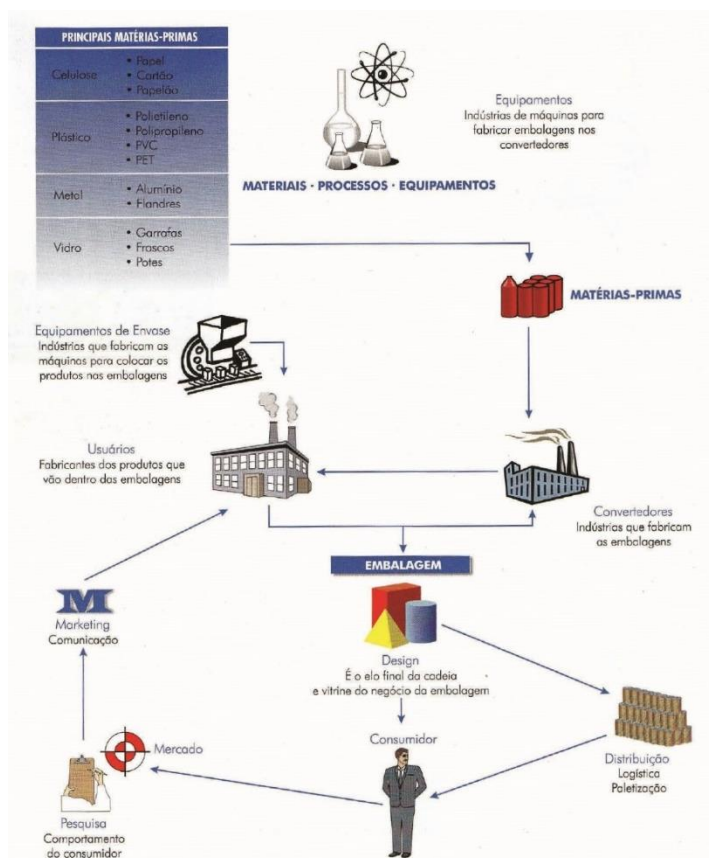 PRINCIPAIS MATÉRIAS-PRIMAS
Celulose
• Papel
• Cartão
• Papelão
Plástico
• Polietileno
• Polipropileno
• PVC
• PET
Metal
• Alumínio
• Flandres
Vidro
• Garrafas
• Frascos
• Potes
Equipamentos
Indústrias de máquinas para
fabricar embalagens nos
convertedores
MATERIAIS · PROCESSOS · EQUIPAMENTOS
MATÉRIAS-PRIMAS
Equipamentos de Envase
Indústrias que fabricam as
máquinas para colocar os
produtos nas embalagens
Usuários
Fabricantes dos produtos que
vão dentro das embalagens
Convertedores
Indústrias que fabricam
as embalagens
EMBALAGEM
M
Marketing
Comunicação
Design
É o elo final da cadeia
e vitrine do negócio da embalagem
Mercado
Consumidor
Distribuição
Logística
Paletização
Pesquisa
Comportamento
do consumidor